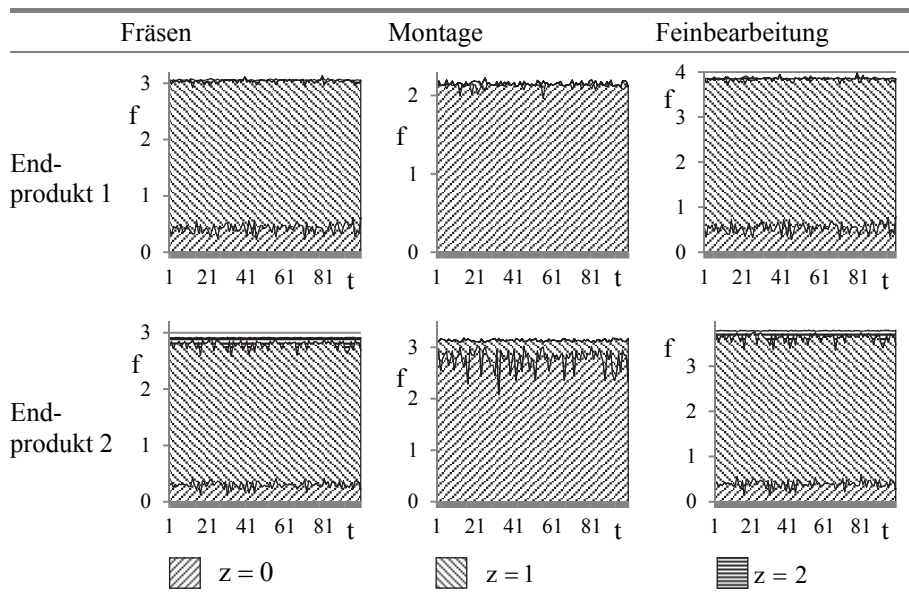 Fräsen Montage Feinbearbeitung
End-
produkt 1
f
3
2
1
0
1 21 41 61 81 t
f
2
1
0
1 21 41 61 81 t
f
4
3
2
1
0
1 21 41 61 81 t
End-
produkt 2
f
3
2
1
0
1 21 41 61 81 t
f
3
2
1
0
1 21 41 61 81 t
f
3
2
1
0
1 21 41 61 81 t
z = 0 z = 1 z = 2